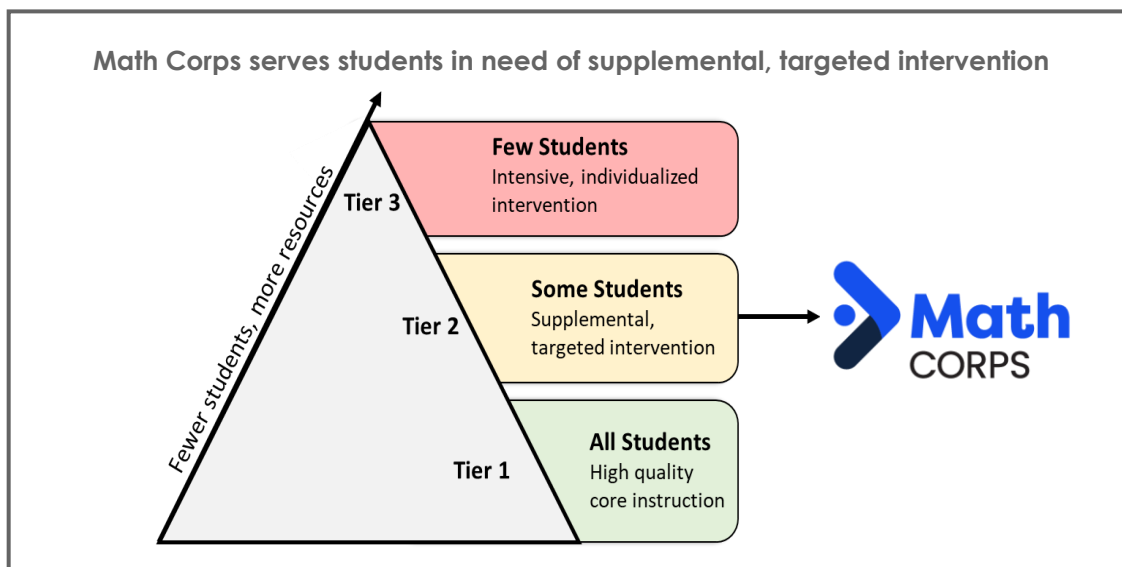 Math Corps serves students in need of supplemental, targeted intervention
Fewer students, more resources
Tier 3
Few Students
Intensive, individualized
intervention
Tier 2
Some Students
Supplemental,
targeted intervention
Math
CORPS
Tier 1
All Students
High quality
core instruction